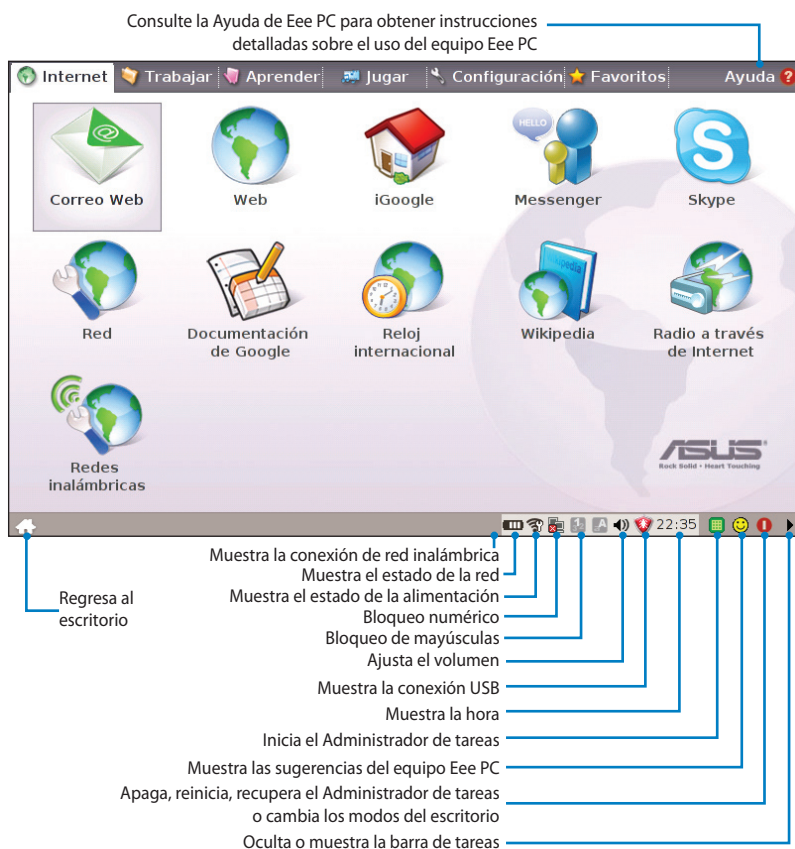 Consulte la Ayuda de Eee PC para obtener instrucciones
detalladas sobre el uso del equipo Eee PC
Internet Trabajar Aprender Jugar Configuración Favoritos Ayuda ?
HELLO
Correo Web Web iGoogle Messenger Skype
Wikipedia
Red Documentación de Google Reloj internacional Wikipedia Radio a través de Internet
Redes
inalámbricas
ASUS
Rock Solid • Heart Touching
1 A 22:35
Muestra la conexión de red inalámbrica
Muestra el estado de la red
Muestra el estado de la alimentación
Regresa al
escritorio
Bloqueo numérico
Bloqueo de mayúsculas
Ajusta el volumen
Muestra la conexión USB
Muestra la hora
Inicia el Administrador de tareas
Muestra las sugerencias del equipo Eee PC
Apaga, reinicia, recupera el Administrador de tareas
o cambia los modos del escritorio
Oculta o muestra la barra de tareas